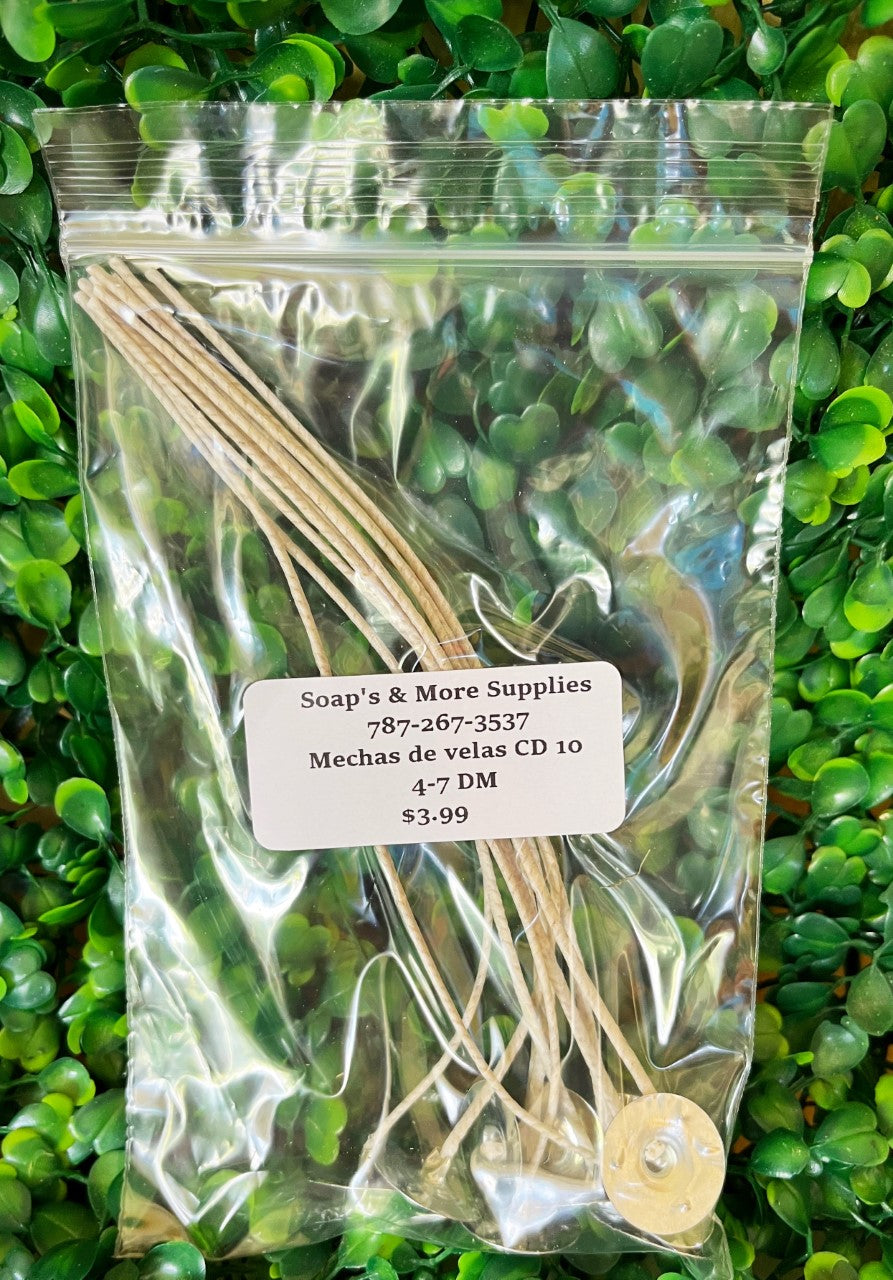 Soap's & More Supplies
787-267-3537
Mechas de velas CD 10
4-7 DM
$3.99